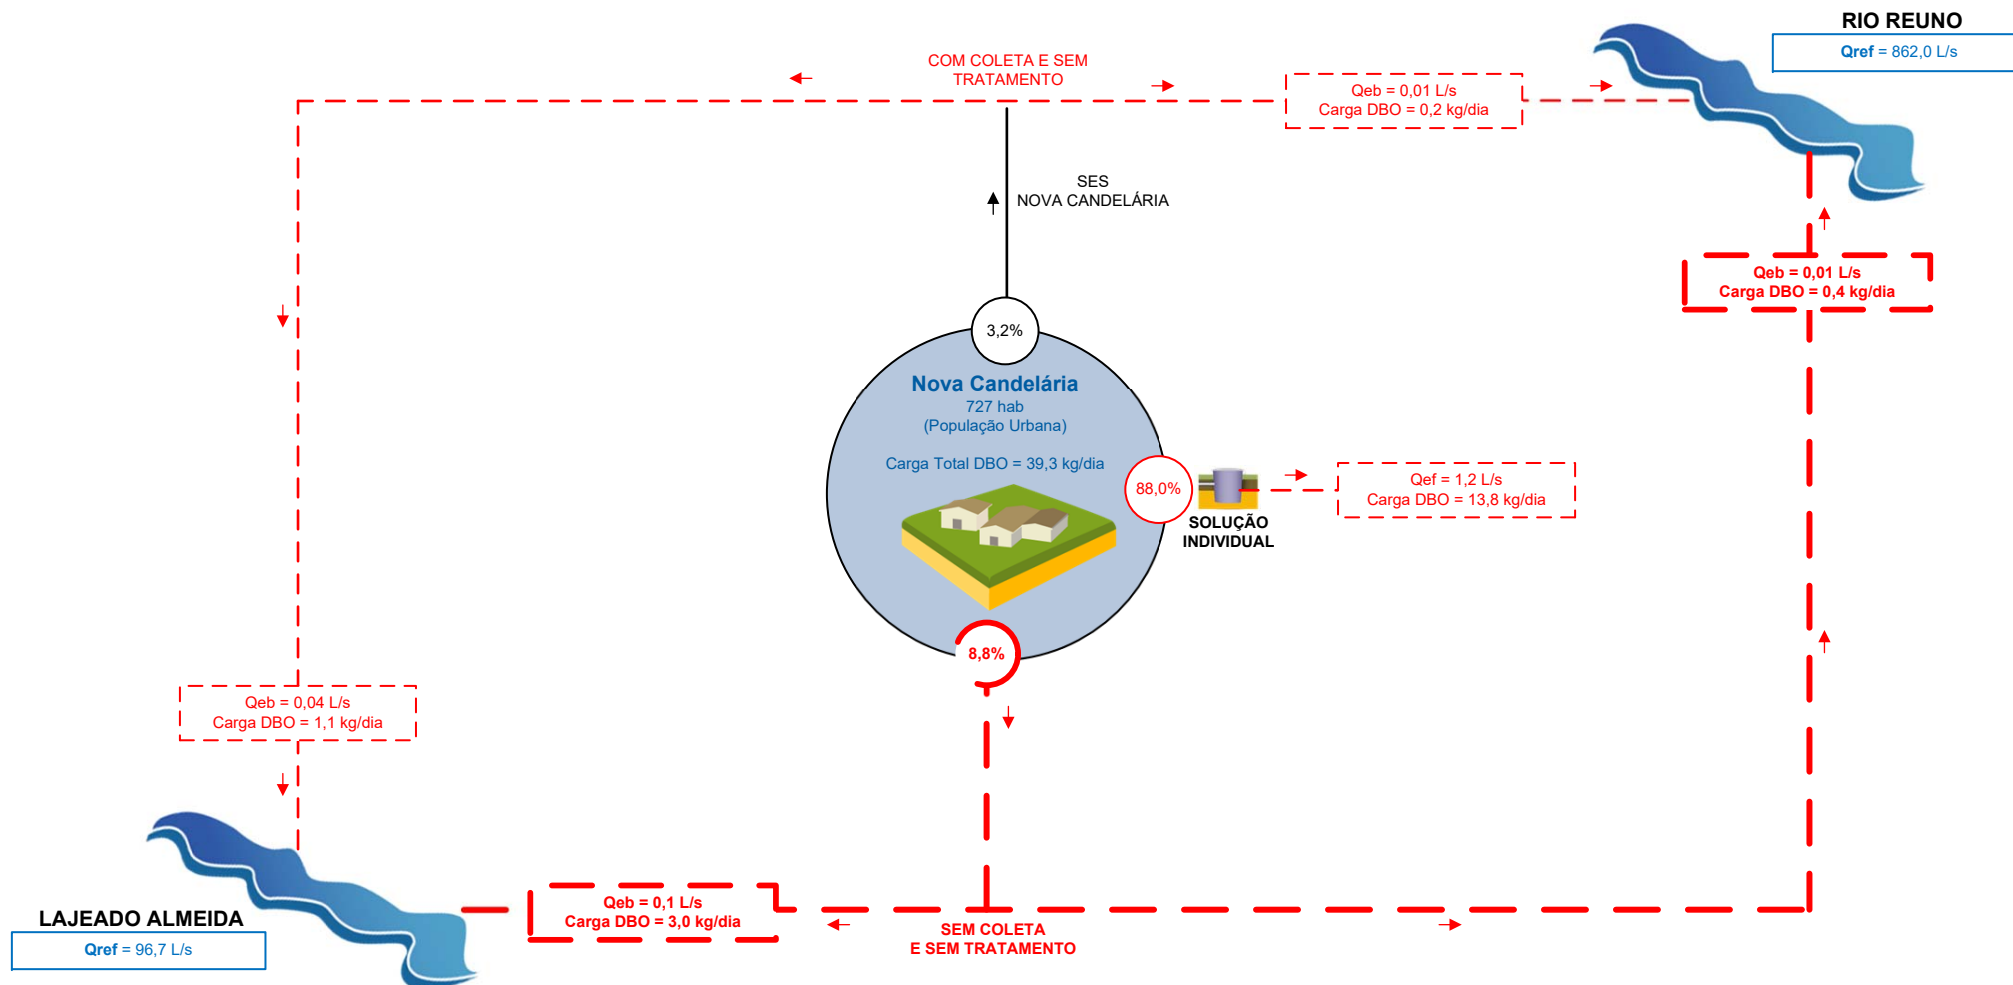 RIO REUNO
Qref = 862,0 L/s
COM COLETA E SEM
TRATAMENTO
Qeb = 0,01 L/s
Carga DBO = 0,2 kg/dia
SES
NOVA CANDELÁRIA
Qeb = 0,01 L/s
Carga DBO = 0,4 kg/dia
3,2%
Nova Candelária
727 hab
(População Urbana)
Carga Total DBO = 39,3 kg/dia
88,0%
SOLUÇÃO
INDIVIDUAL
Qef = 1,2 L/s
Carga DBO = 13,8 kg/dia
8,8%
Qeb = 0,04 L/s
Carga DBO = 1,1 kg/dia
LAJEADO ALMEIDA
Qref = 96,7 L/s
Qeb = 0,1 L/s
Carga DBO = 3,0 kg/dia
SEM COLETA
E SEM TRATAMENTO